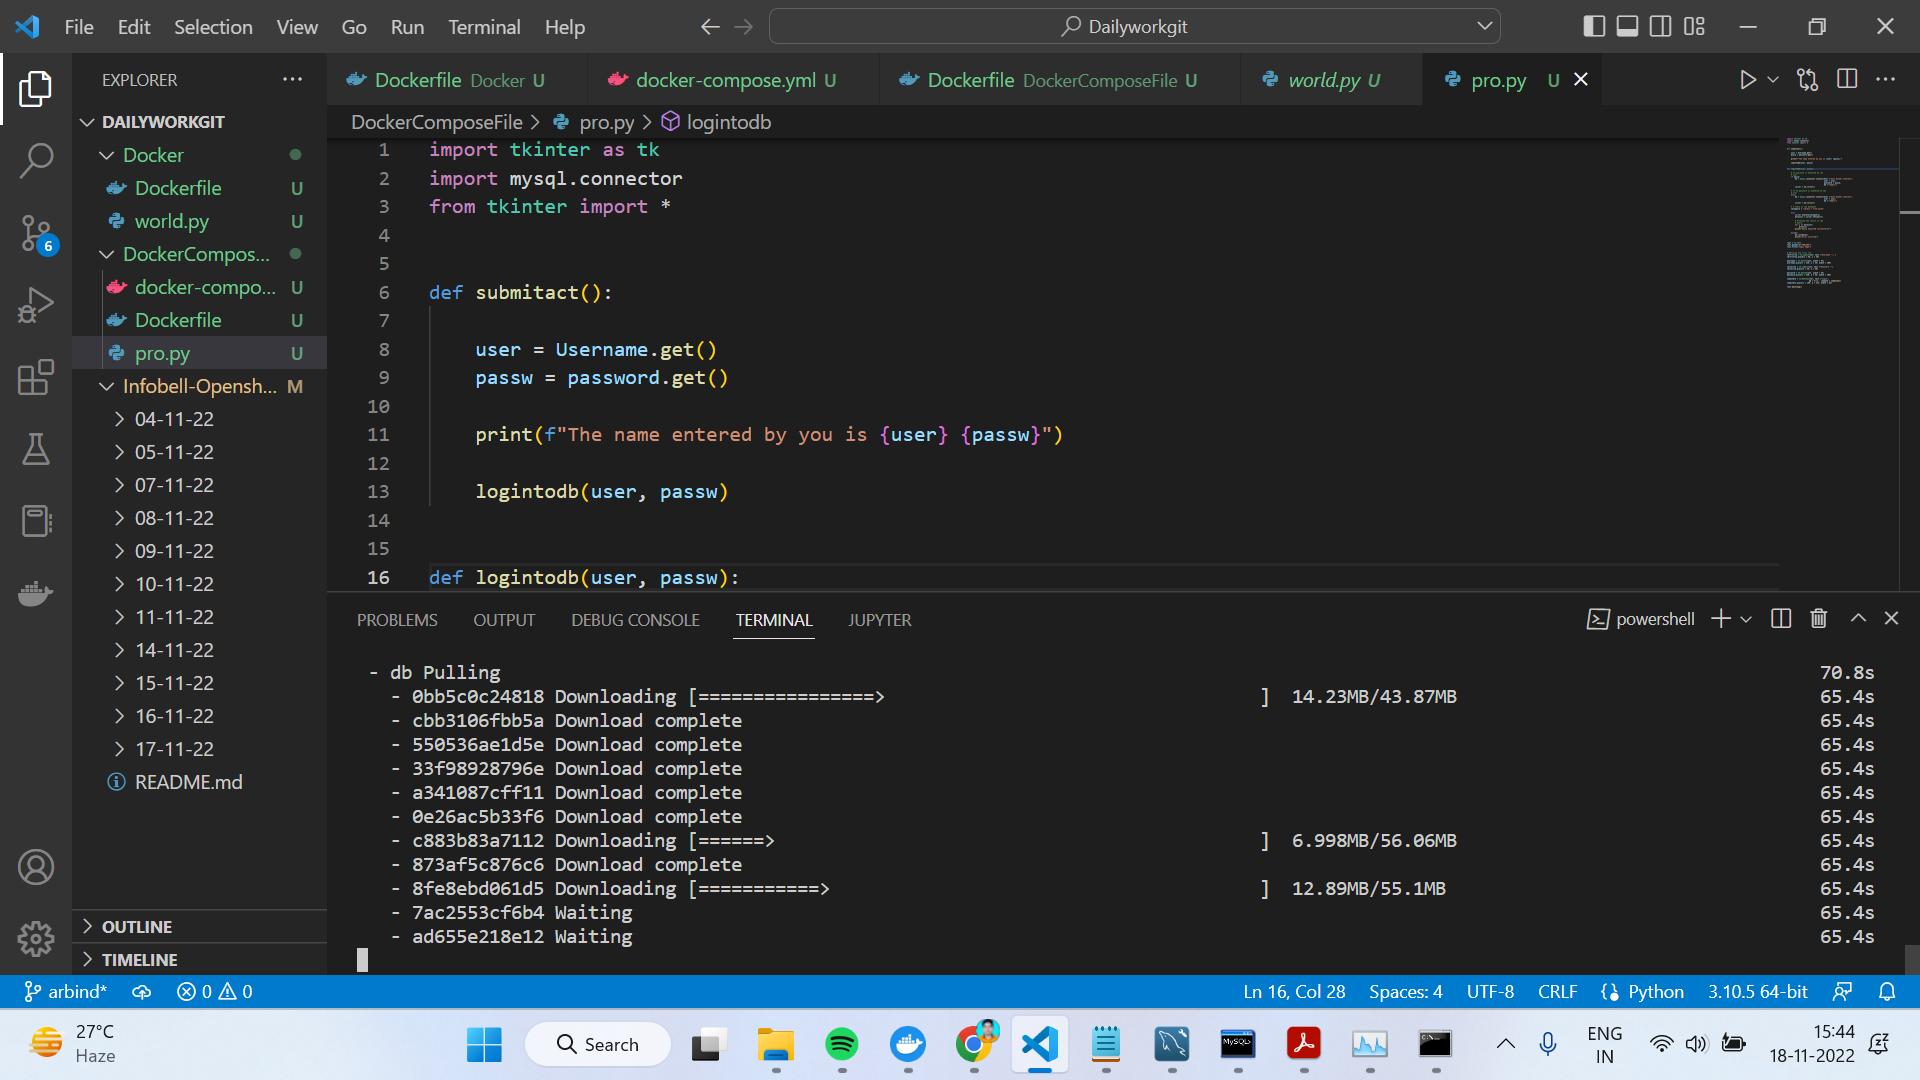 File Edit Selection View Go Run Terminal Help
Dailyworkgit
EXPLORER
Dockerfile Docker U
docker-compose.yml U
Dockerfile DockerComposeFile U
world.py U
pro.py U
DockerComposeFile > pro.py > logintodb
DAILYWORKGIT
Docker
Dockerfile U
world.py U
DockerCompos...
docker-compo... U
Dockerfile U
pro.py U
Infobell-Opensh... M
04-11-22
05-11-22
07-11-22
08-11-22
09-11-22
10-11-22
11-11-22
14-11-22
15-11-22
16-11-22
17-11-22
README.md
OUTLINE
TIMELINE
6
1 import tkinter as tk
2 import mysql.connector
3 from tkinter import *
4
5
6 def submitact():
7
8 user = Username.get()
9 passw = password.get()
10
11 print(f"The name entered by you is {user} {passw}")
12
13 logintodb(user, passw)
14
15
16 def logintodb(user, passw):
PROBLEMS OUTPUT DEBUG CONSOLE TERMINAL JUPYTER
powershell
- db Pulling 70.8s
- 0bb5c0c24818 Downloading [================> ] 14.23MB/43.87MB 65.4s
- cbb3106fbb5a Download complete 65.4s
- 550536ae1d5e Download complete 65.4s
- 33f98928796e Download complete 65.4s
- a341087cff11 Download complete 65.4s
- 0e26ac5b33f6 Download complete 65.4s
- c883b83a7112 Downloading [======> ] 6.998MB/56.06MB 65.4s
- 873af5c876c6 Download complete 65.4s
- 8fe8ebd061d5 Downloading [===========> ] 12.89MB/55.1MB 65.4s
- 7ac2553cf6b4 Waiting 65.4s
- ad655e218e12 Waiting 65.4s
arbind* 0 0
Ln 16, Col 28 Spaces: 4 UTF-8 CRLF Python 3.10.5 64-bit
27°C
Haze
Search
MySQL
ENG
IN
15:44
18-11-2022